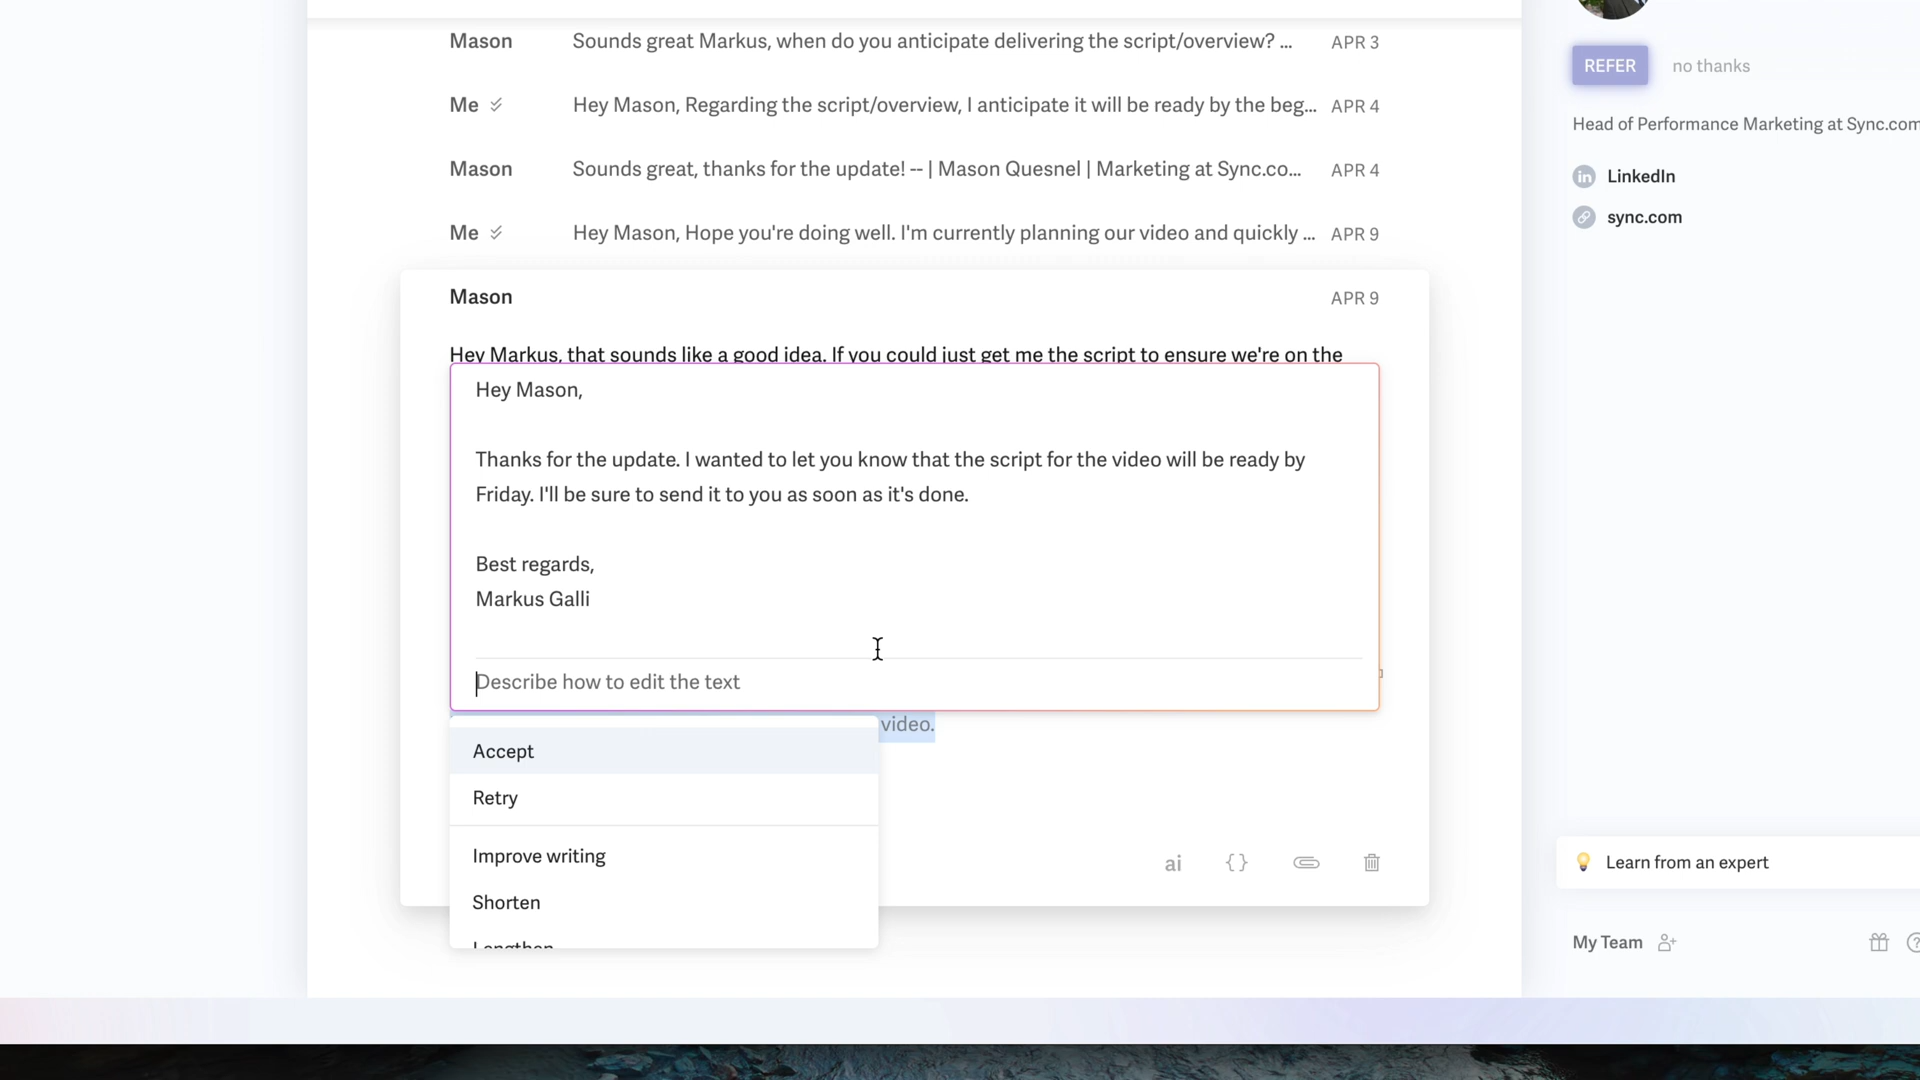 Mason Sounds great Markus, when do you anticipate delivering the script/overview? ... APR 3
Me Hey Mason, Regarding the script/overview, I anticipate it will be ready by the beg... APR 4
Mason Sounds great, thanks for the update! -- | Mason Quesnel | Marketing at Sync.co... APR 4
Me Hey Mason, Hope you're doing well. I'm currently planning our video and quickly ... APR 9
Mason APR 9
Hey Markus, that sounds like a good idea. If you could just get me the script to ensure we're on the
Hey Mason,
Thanks for the update. I wanted to let you know that the script for the video will be ready by
Friday. I'll be sure to send it to you as soon as it's done.
Best regards,
Markus Galli
Describe how to edit the text
video.
Accept
Retry
Improve writing
Shorten
Lengthen
ai {}
REFER no thanks
Head of Performance Marketing at Sync.com
in LinkedIn
sync.com
Learn from an expert
My Team
?